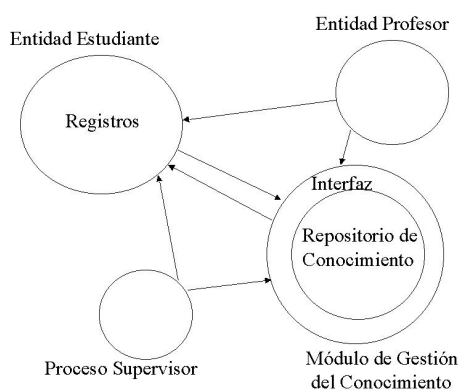 Entidad Profesor
Entidad Estudiante
Registros
Interfaz
Repositorio de
Conocimiento
Proceso Supervisor
Módulo de Gestión
del Conocimiento